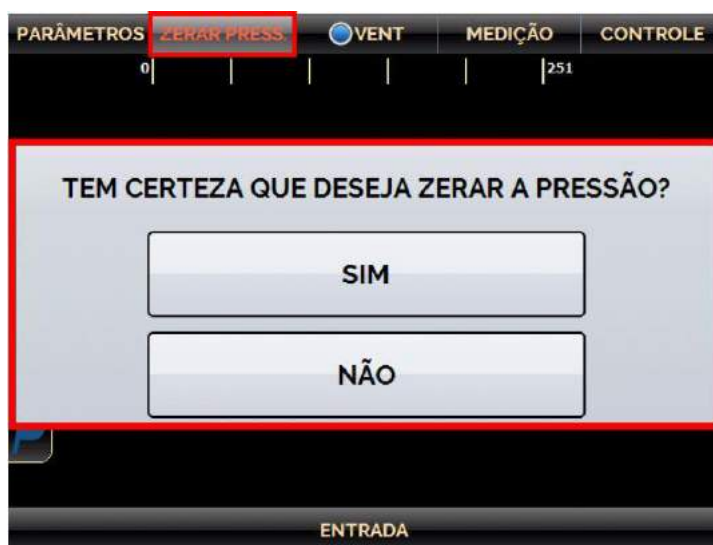 PARÂMETROS ZERAR PRESS. VENT MEDIÇÃO CONTROLE
0 251
TEM CERTEZA QUE DESEJA ZERAR A PRESSÃO?
SIM
NÃO
ENTRADA